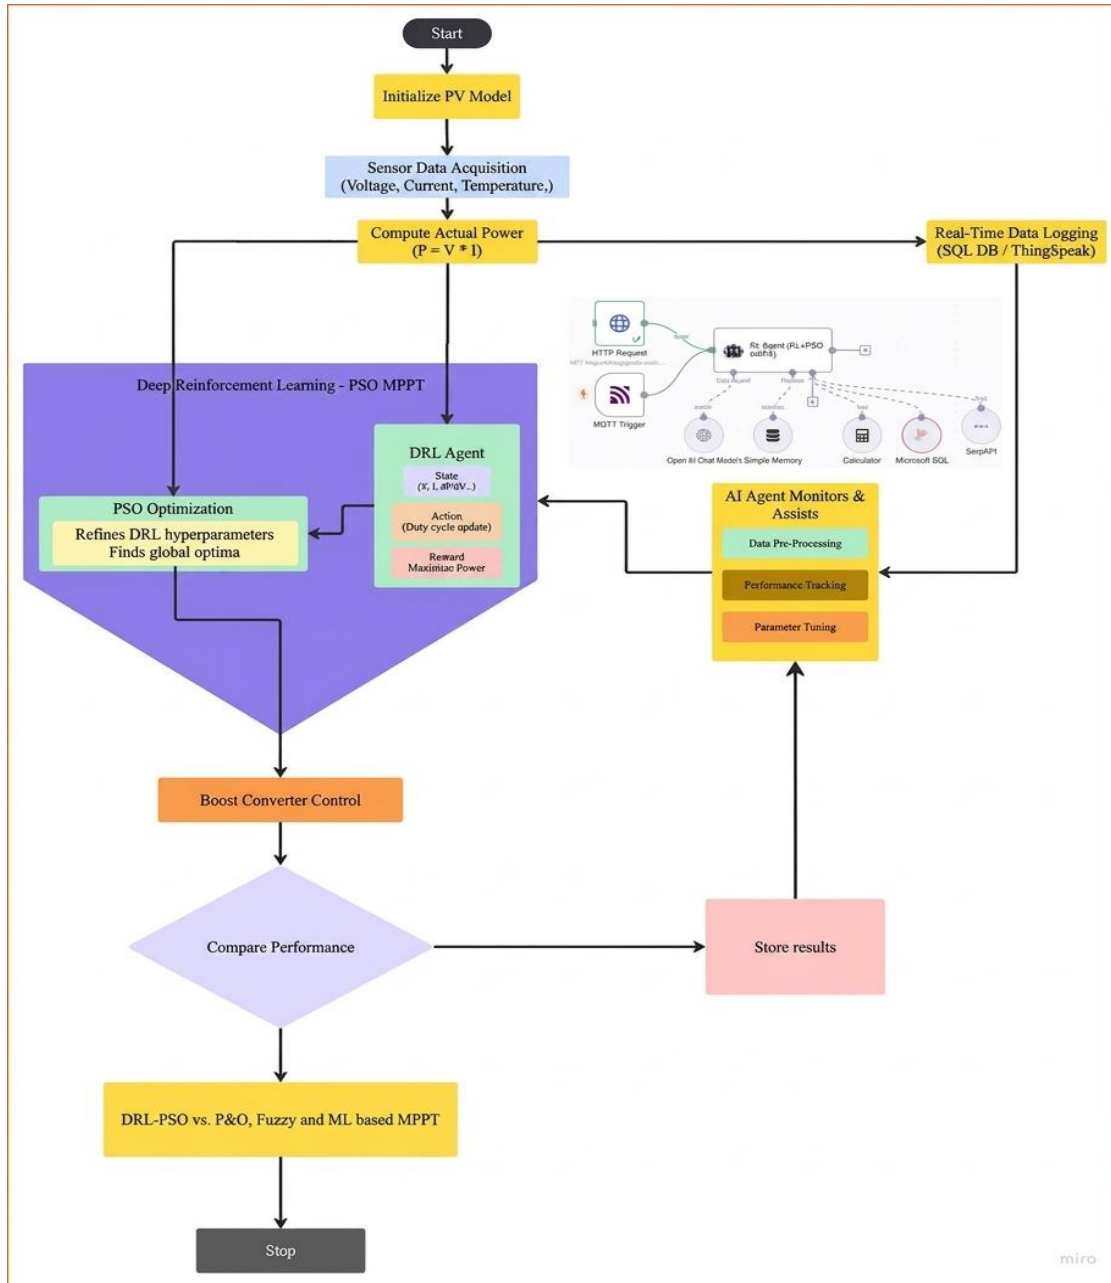 Start
Initialize PV Model
Sensor Data Acquisition
(Voltage, Current, Temperature,)
Compute Actual Power
(P = V * I)
Real-Time Data Logging
(SQL DB / ThingSpeak)
HTTP Request
MQTT Trigger
Open AI Chat Model's
Simple Memory
Calculator
Microsoft SGL
SerpAPI
Deep Reinforcement Learning - PSO MPPT
DRL Agent
State
Action
(Duty cycle update)
Reward
Power
PSO Optimization
Refines DRL hyperparameters
Finds global optima
AI Agent Monitors &
Assists
Data Pre-Processing
Performance Tracking
Parameter Tuning
Boost Converter Control
Compare Performance
Store results
DRL-PSO vs. P&O, Fuzzy and ML based MPPT
Stop
miro